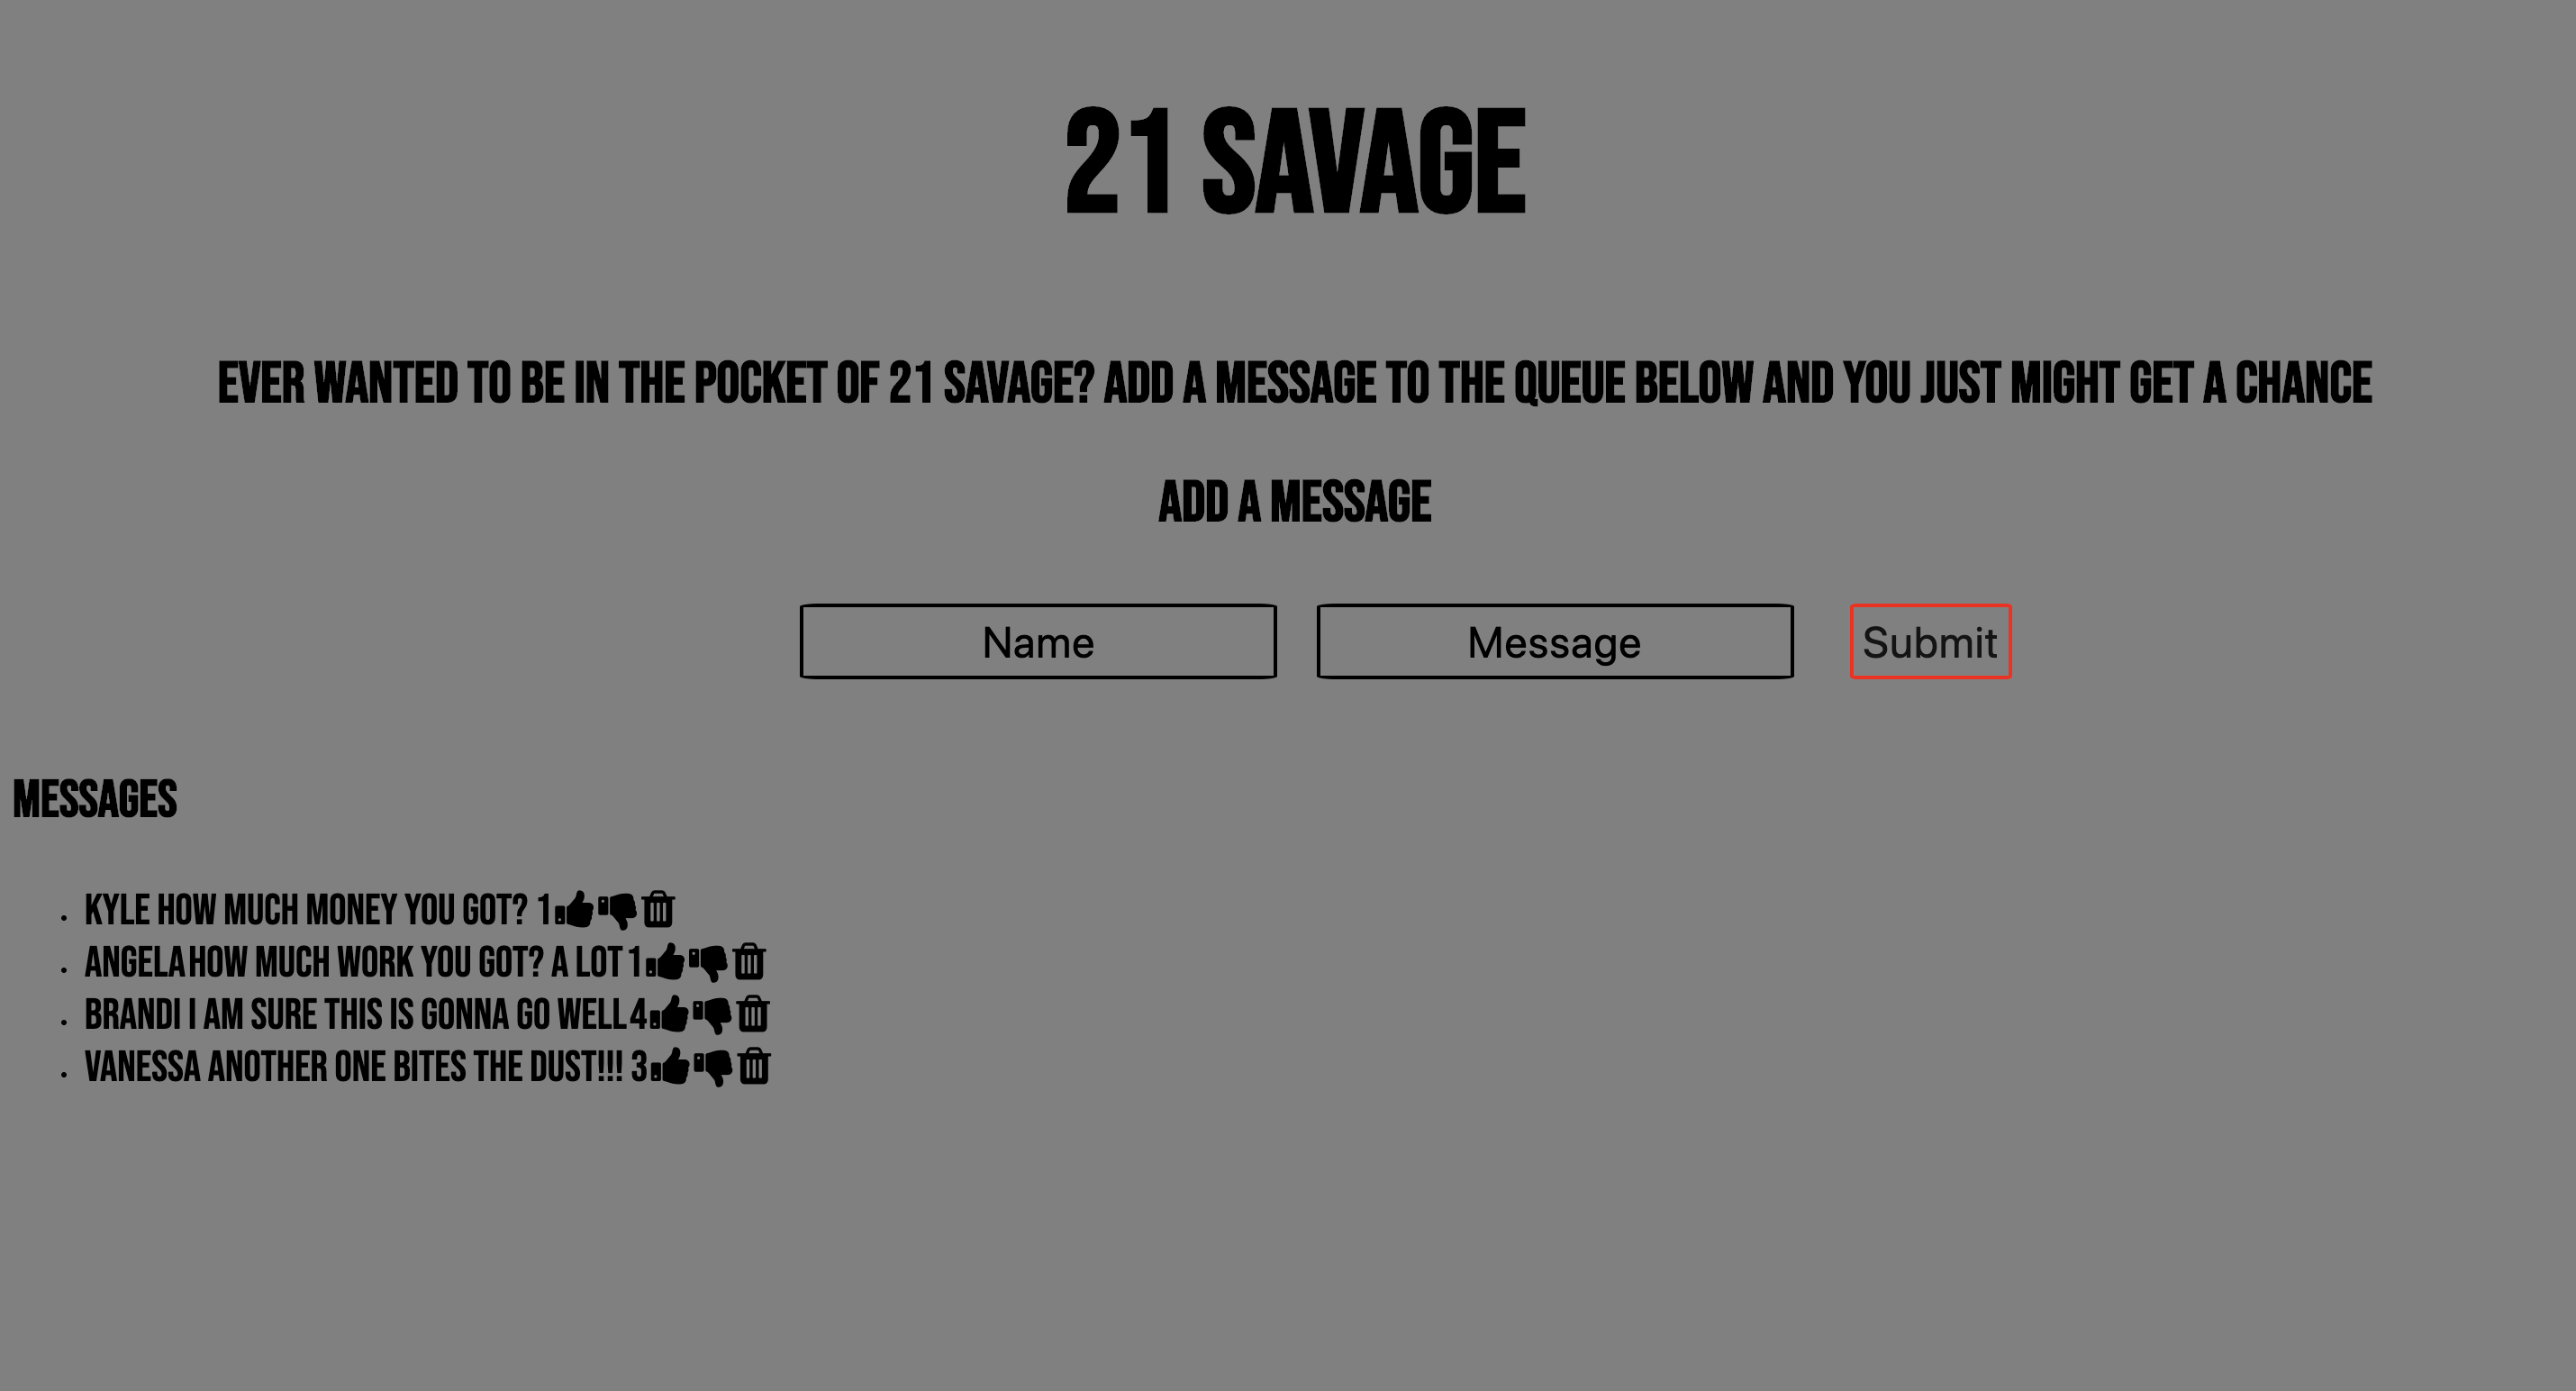 21 SAVAGE
EVER WANTED TO BE IN THE POCKET OF 21 SAVAGE? ADD A MESSAGE TO THE QUEUE BELOW AND YOU JUST MIGHT GET A CHANCE
ADD A MESSAGE
Name Message Submit
MESSAGES
KYLE HOW MUCH MONEY YOU GOT? 1
ANGELA HOW MUCH WORK YOU GOT? A LOT 1
BRANDI I AM SURE THIS IS GONNA GO WELL 4
VANESSA ANOTHER ONE BITES THE DUST!!! 3